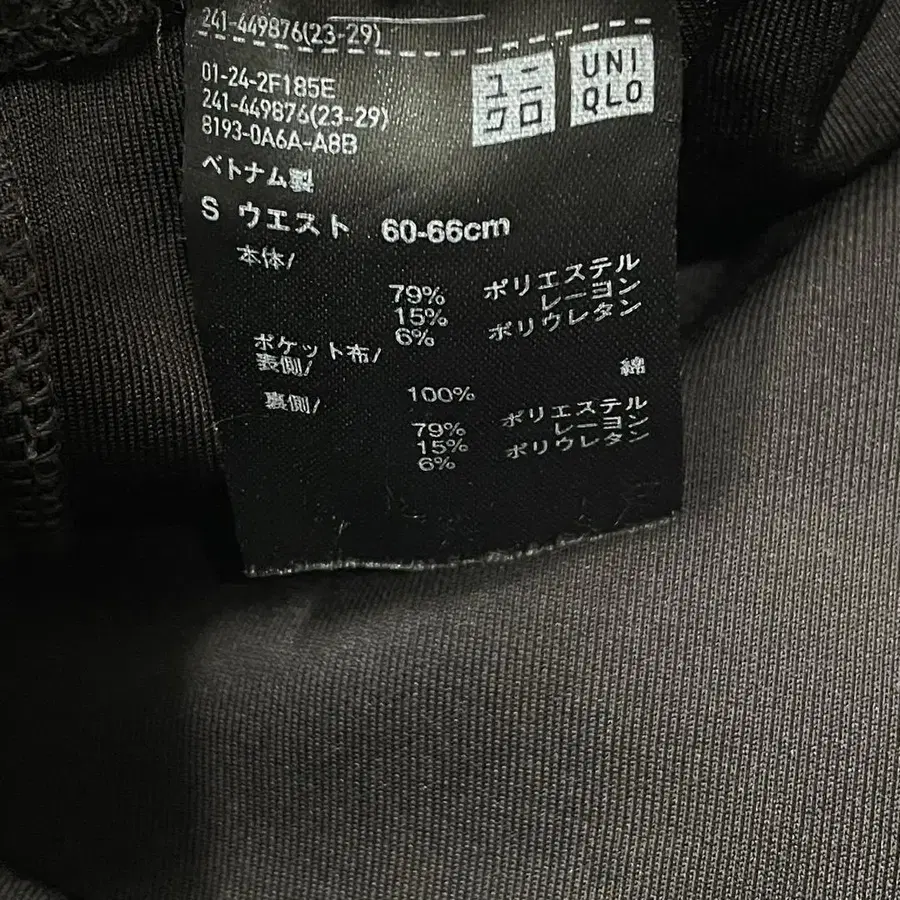 241-449876(23-29)
ユニ
クロ
UNI
QLO
01-24-2F185E
241-449876(23-29)
8193-0A6A-A8B
ベトナム製
S ウエスト 60-66cm
本体/
79% ポリエステル
15% レーヨン
6% ポリウレタン
ポケット布/
表側/
100% 綿
裏側/
79% ポリエステル
15% レーヨン
6% ポリウレタン